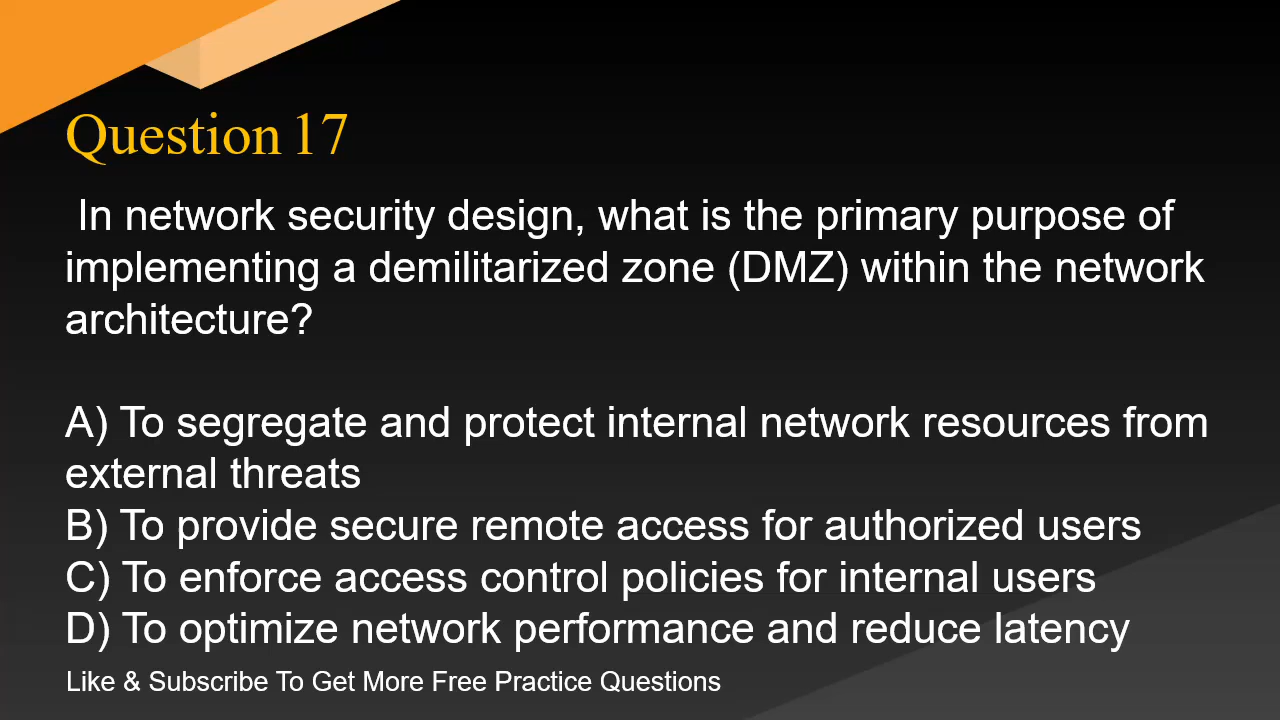 Question 17
In network security design, what is the primary purpose of
implementing a demilitarized zone (DMZ) within the network
architecture?
A) To segregate and protect internal network resources from
external threats
B) To provide secure remote access for authorized users
C) To enforce access control policies for internal users
D) To optimize network performance and reduce latency
Like & Subscribe To Get More Free Practice Questions